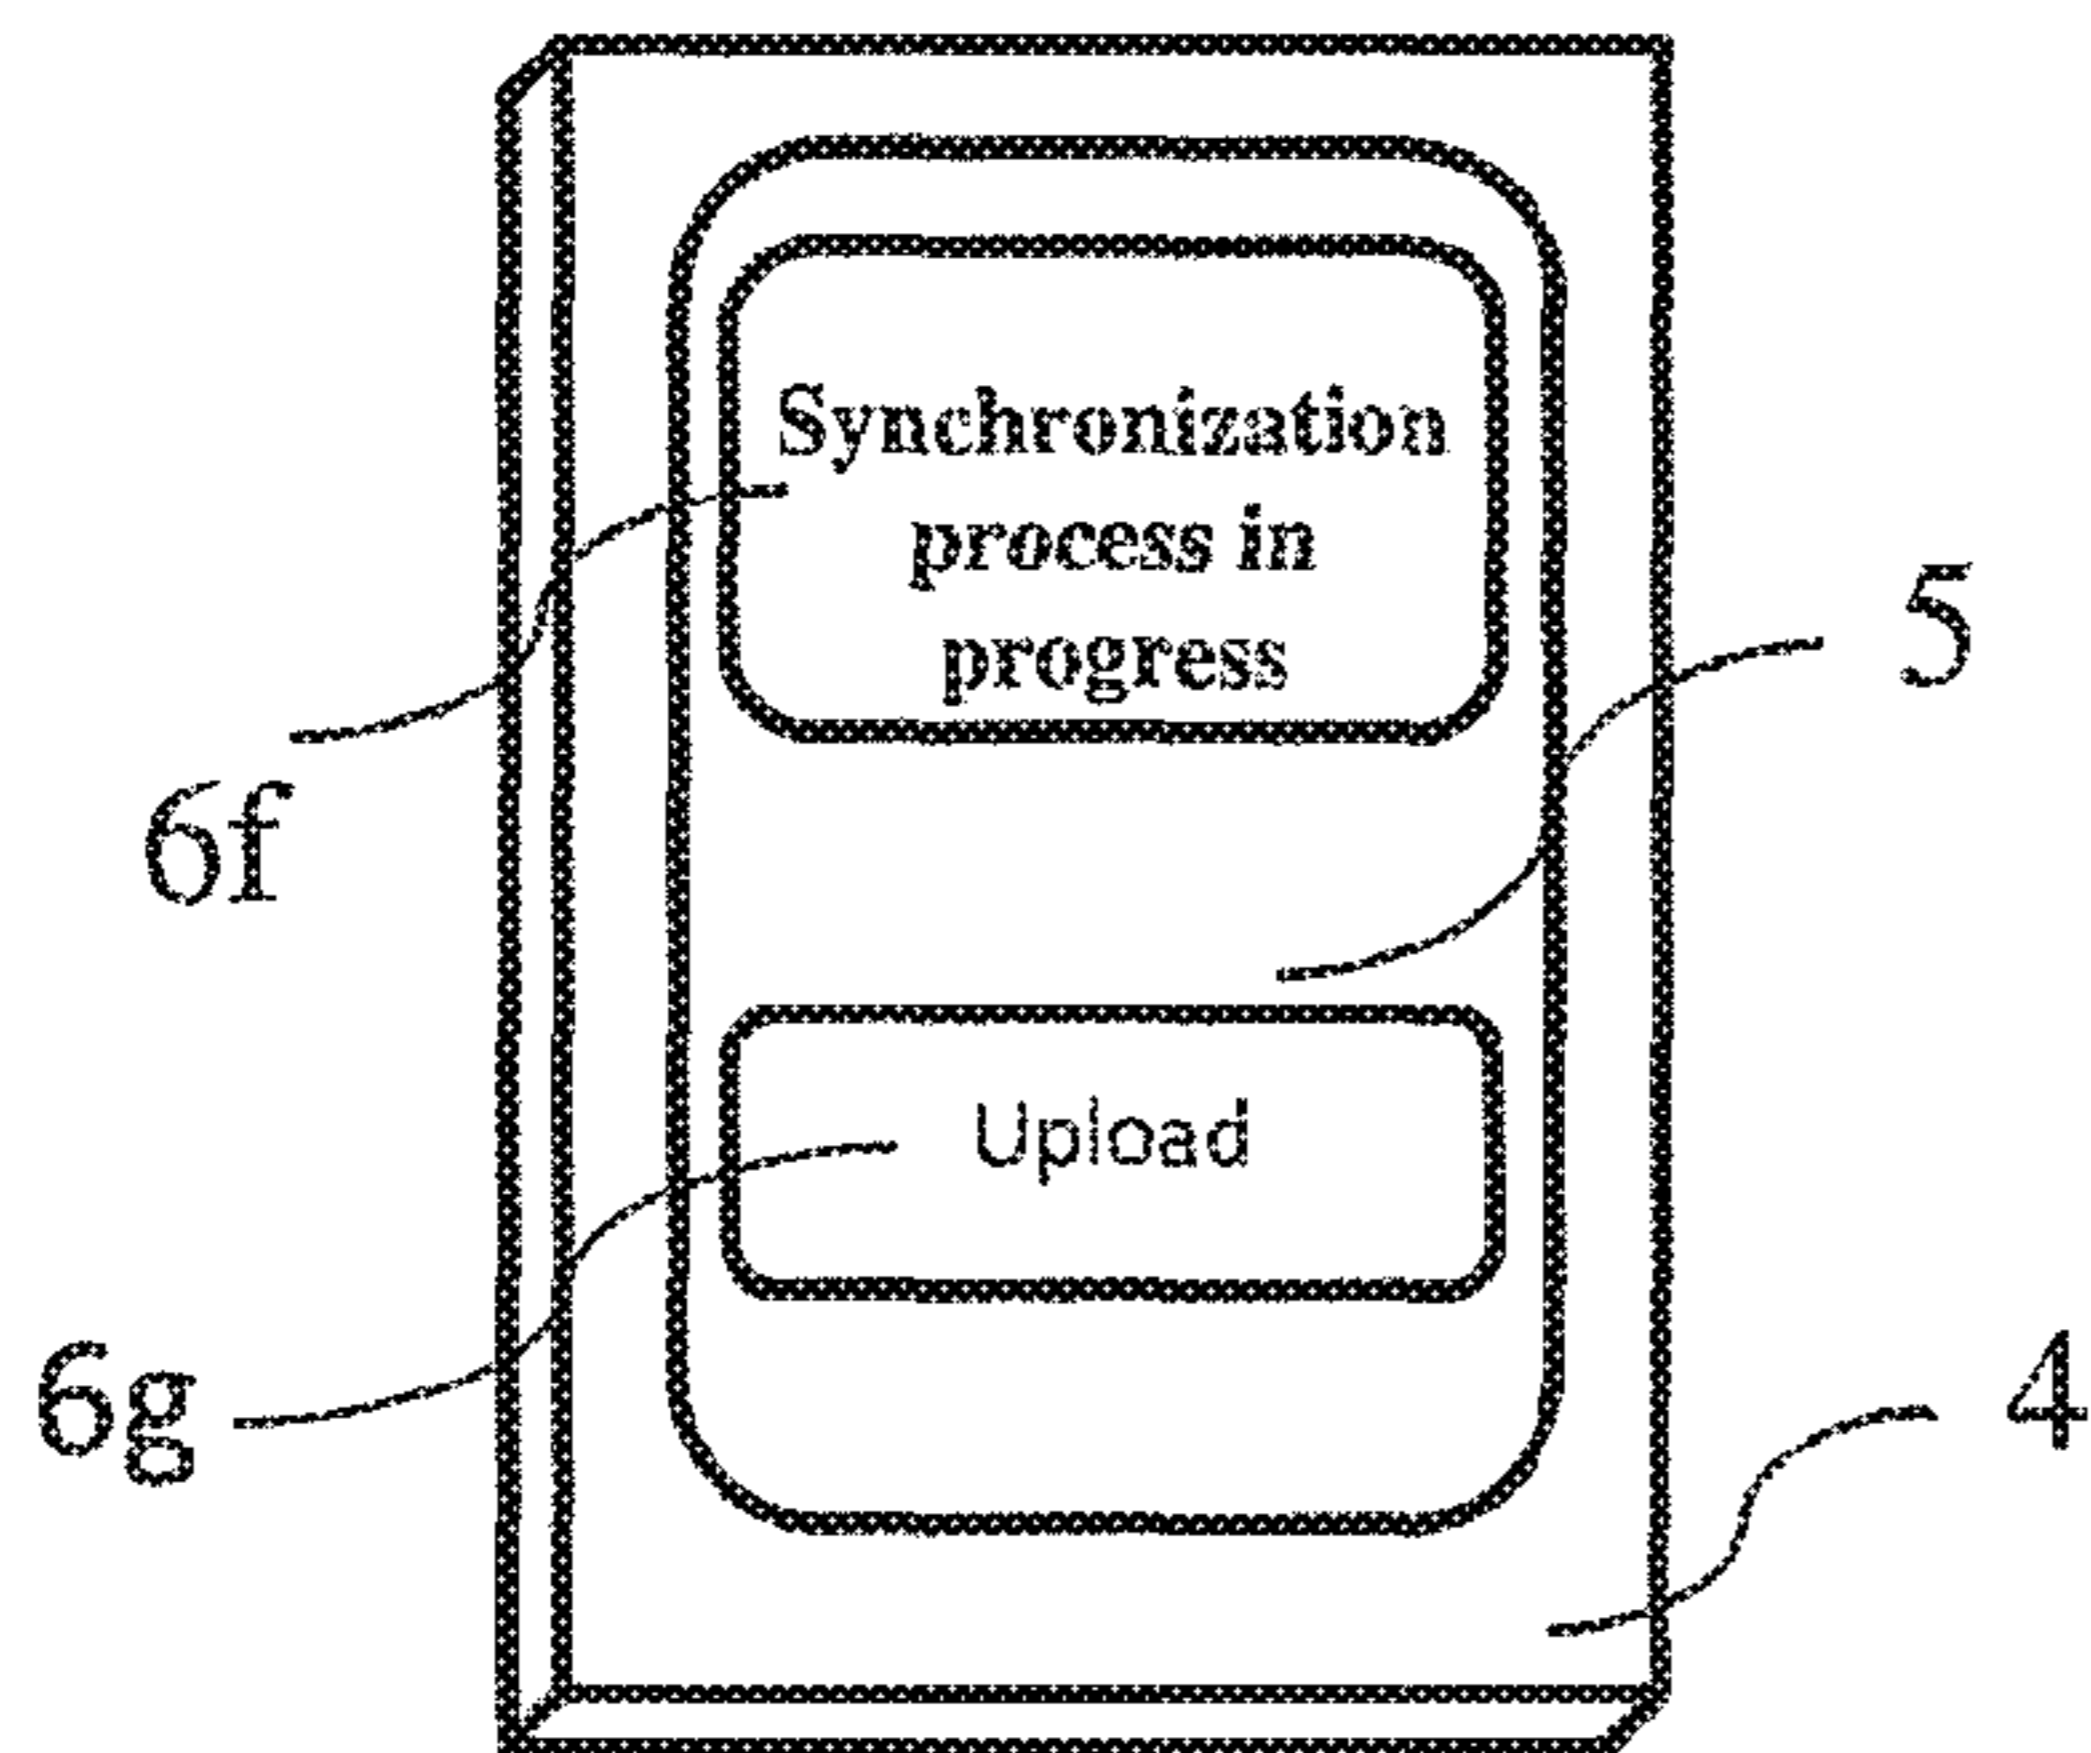 Synchronization
process in
progress
5
6f
Upload
6g
4